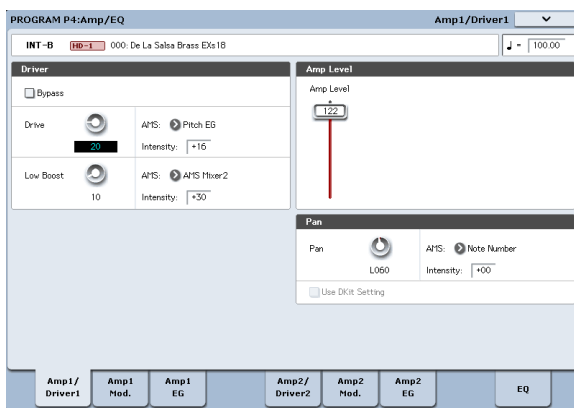 PROGRAM P4:Amp/EQ Amp1/Driver1
INT-B HD-1 000: De La Salsa Brass EXs18 ♩= 100.00
Driver
Bypass
Drive AMS: Pitch EG
20 Intensity: +16
Low Boost AMS: AMS Mixer2
10 Intensity: +30
Amp Level
Amp Level
122
Pan
Pan AMS: Note Number
L060 Intensity: +00
Use DKit Setting
Amp1/ Amp1 Amp1 Amp2/ Amp2 Amp2 EQ
Driver1 Mod. EG Driver2 Mod. EG